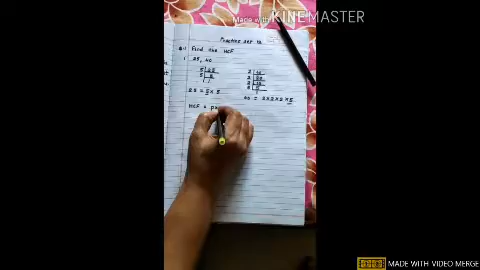 Made with KINEMASTER
Practice set 12
Q.1 Find the HCF
1 25, 40
5 25
5 5
1
2 40
2 20
2 10
5 5
1
25 = 5 × 5
40 = 2 × 2 × 2 × 5
HCF =
MADE WITH VIDEO MERGE